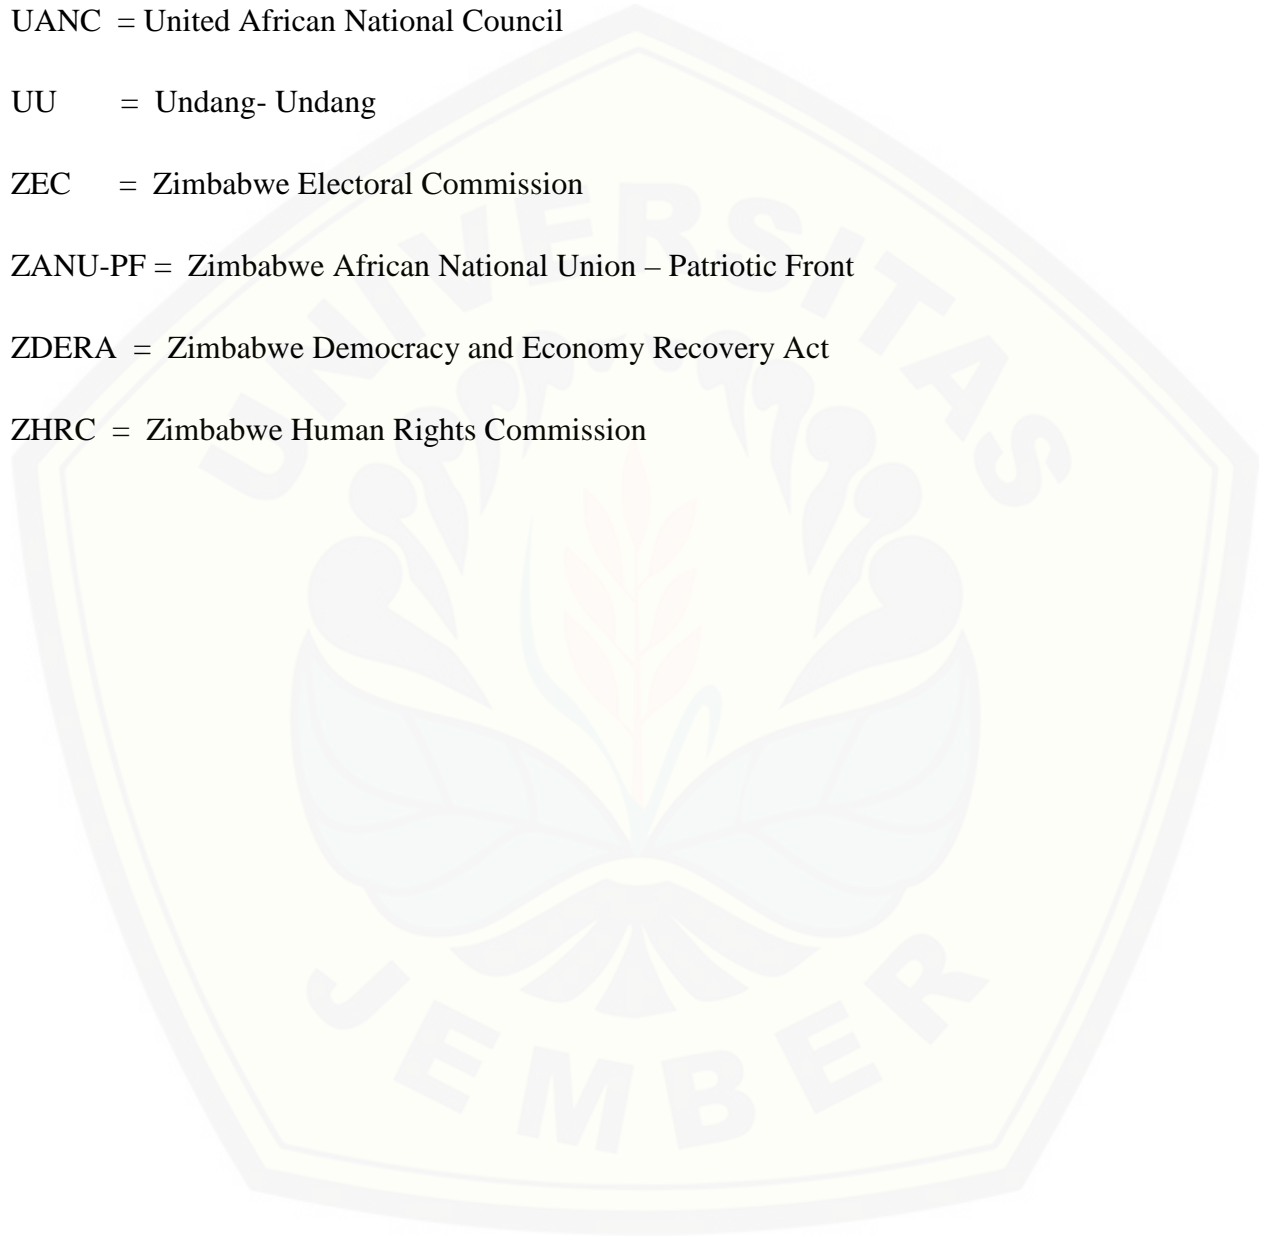 UANC = United African National Council
UU = Undang- Undang
ZEC = Zimbabwe Electoral Commission
ZANU-PF = Zimbabwe African National Union – Patriotic Front
ZDERA = Zimbabwe Democracy and Economy Recovery Act
ZHRC = Zimbabwe Human Rights Commission
UNIVERSITAS
JEMBER